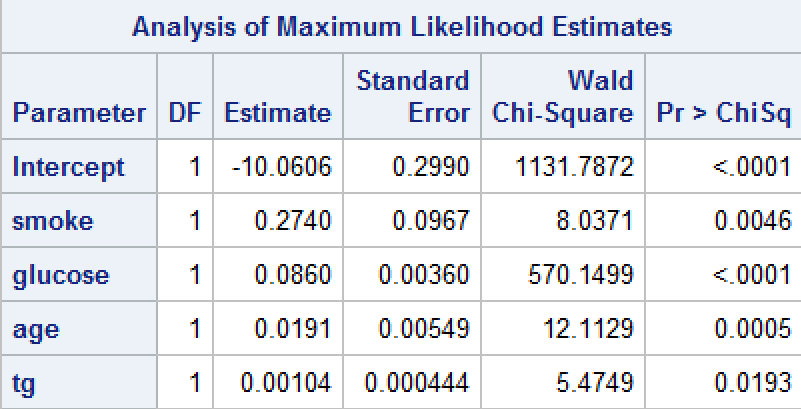 Analysis of Maximum Likelihood Estimates
Parameter DF Estimate Standard Error Wald Chi-Square Pr > ChiSq
Intercept 1 -10.0606 0.2990 1131.7872 <.0001
smoke 1 0.2740 0.0967 8.0371 0.0046
glucose 1 0.0860 0.00360 570.1499 <.0001
age 1 0.0191 0.00549 12.1129 0.0005
tg 1 0.00104 0.000444 5.4749 0.0193